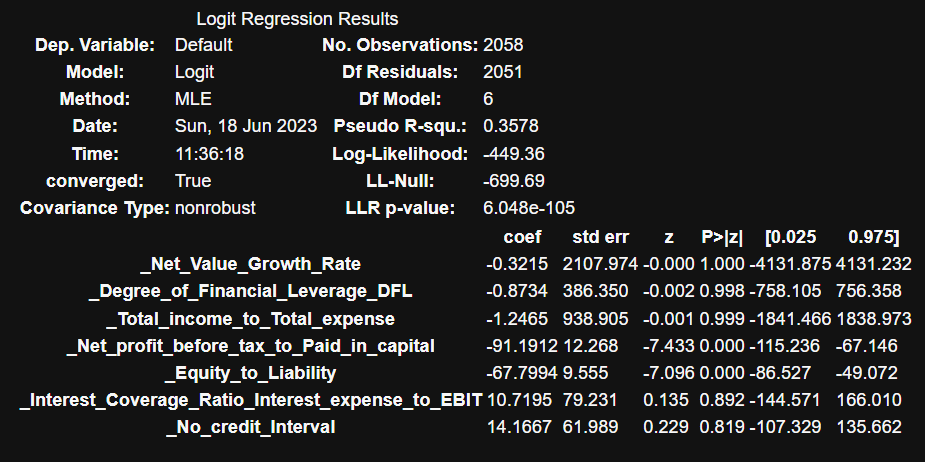 Logit Regression Results
Dep. Variable: Default No. Observations: 2058
Model: Logit Df Residuals: 2051
Method: MLE Df Model: 6
Date: Sun, 18 Jun 2023 Pseudo R-squ.: 0.3578
Time: 11:36:18 Log-Likelihood: -449.36
converged: True LL-Null: -699.69
Covariance Type: nonrobust LLR p-value: 6.048e-105
coef std err z P>|z| [0.025 0.975]
_Net_Value_Growth_Rate -0.3215 2107.974 -0.000 1.000 -4131.875 4131.232
_Degree_of_Financial_Leverage_DFL -0.8734 386.350 -0.002 0.998 -758.105 756.358
_Total_income_to_Total_expense -1.2465 938.905 -0.001 0.999 -1841.466 1838.973
_Net_profit_before_tax_to_Paid_in_capital -91.1912 12.268 -7.433 0.000 -115.236 -67.146
_Equity_to_Liability -67.7994 9.555 -7.096 0.000 -86.527 -49.072
_Interest_Coverage_Ratio_Interest_expense_to_EBIT 10.7195 79.231 0.135 0.892 -144.571 166.010
_No_credit_Interval 14.1667 61.989 0.229 0.819 -107.329 135.662